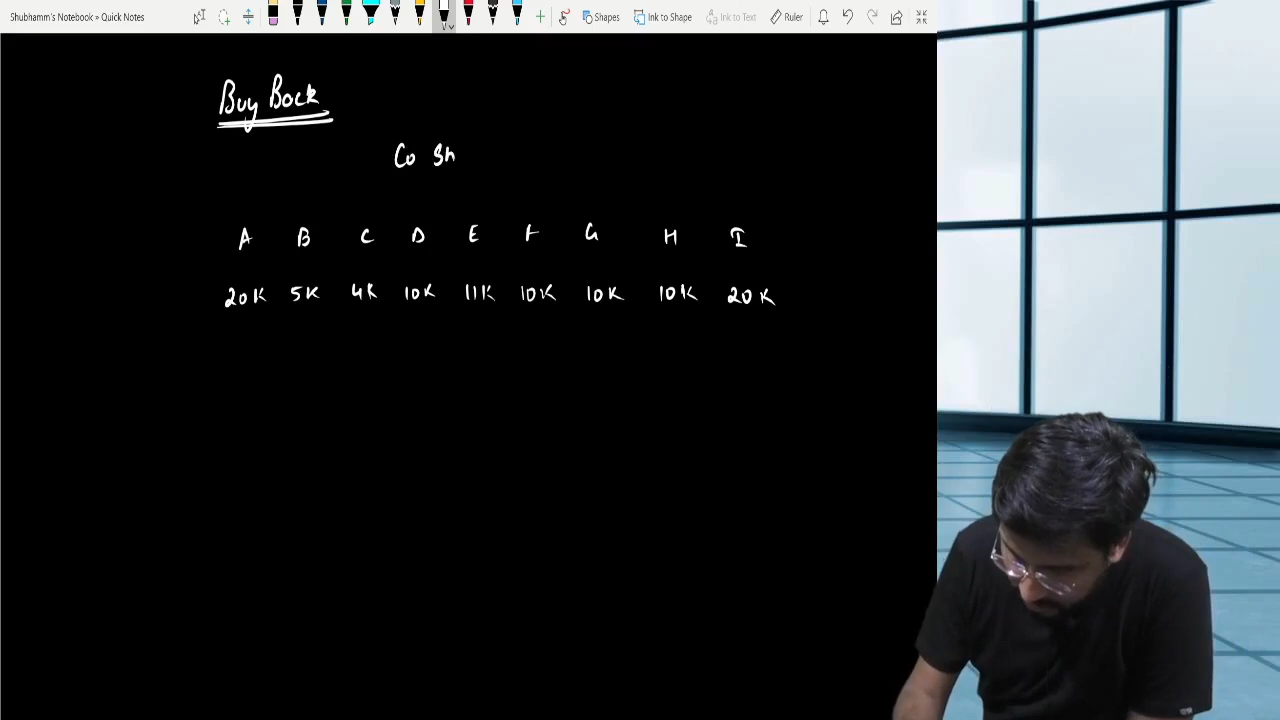 Shubhamm's Notebook » Quick Notes
Shapes
Ink to Shape
Ink to Text
Ruler
Buy Back
Co Sh
A B C D E F G H I
20K 5K 4K 10K 11K 10K 10K 10K 20K